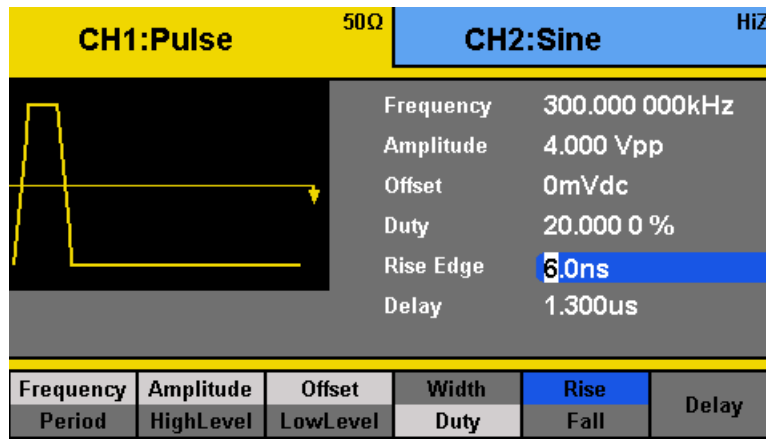 CH1:Pulse 50Ω CH2:Sine HiZ
Frequency 300.000 000kHz
Amplitude 4.000 Vpp
Offset 0mVdc
Duty 20.000 0 %
Rise Edge 6.0ns
Delay 1.300us
Frequency Amplitude Offset Width Rise Delay
Period HighLevel LowLevel Duty Fall